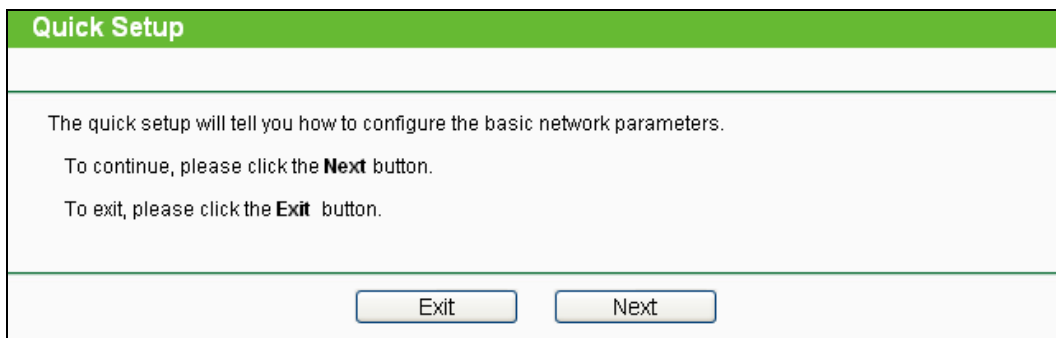 Quick Setup
The quick setup will tell you how to configure the basic network parameters.
To continue, please click the Next button.
To exit, please click the Exit button.
Exit Next